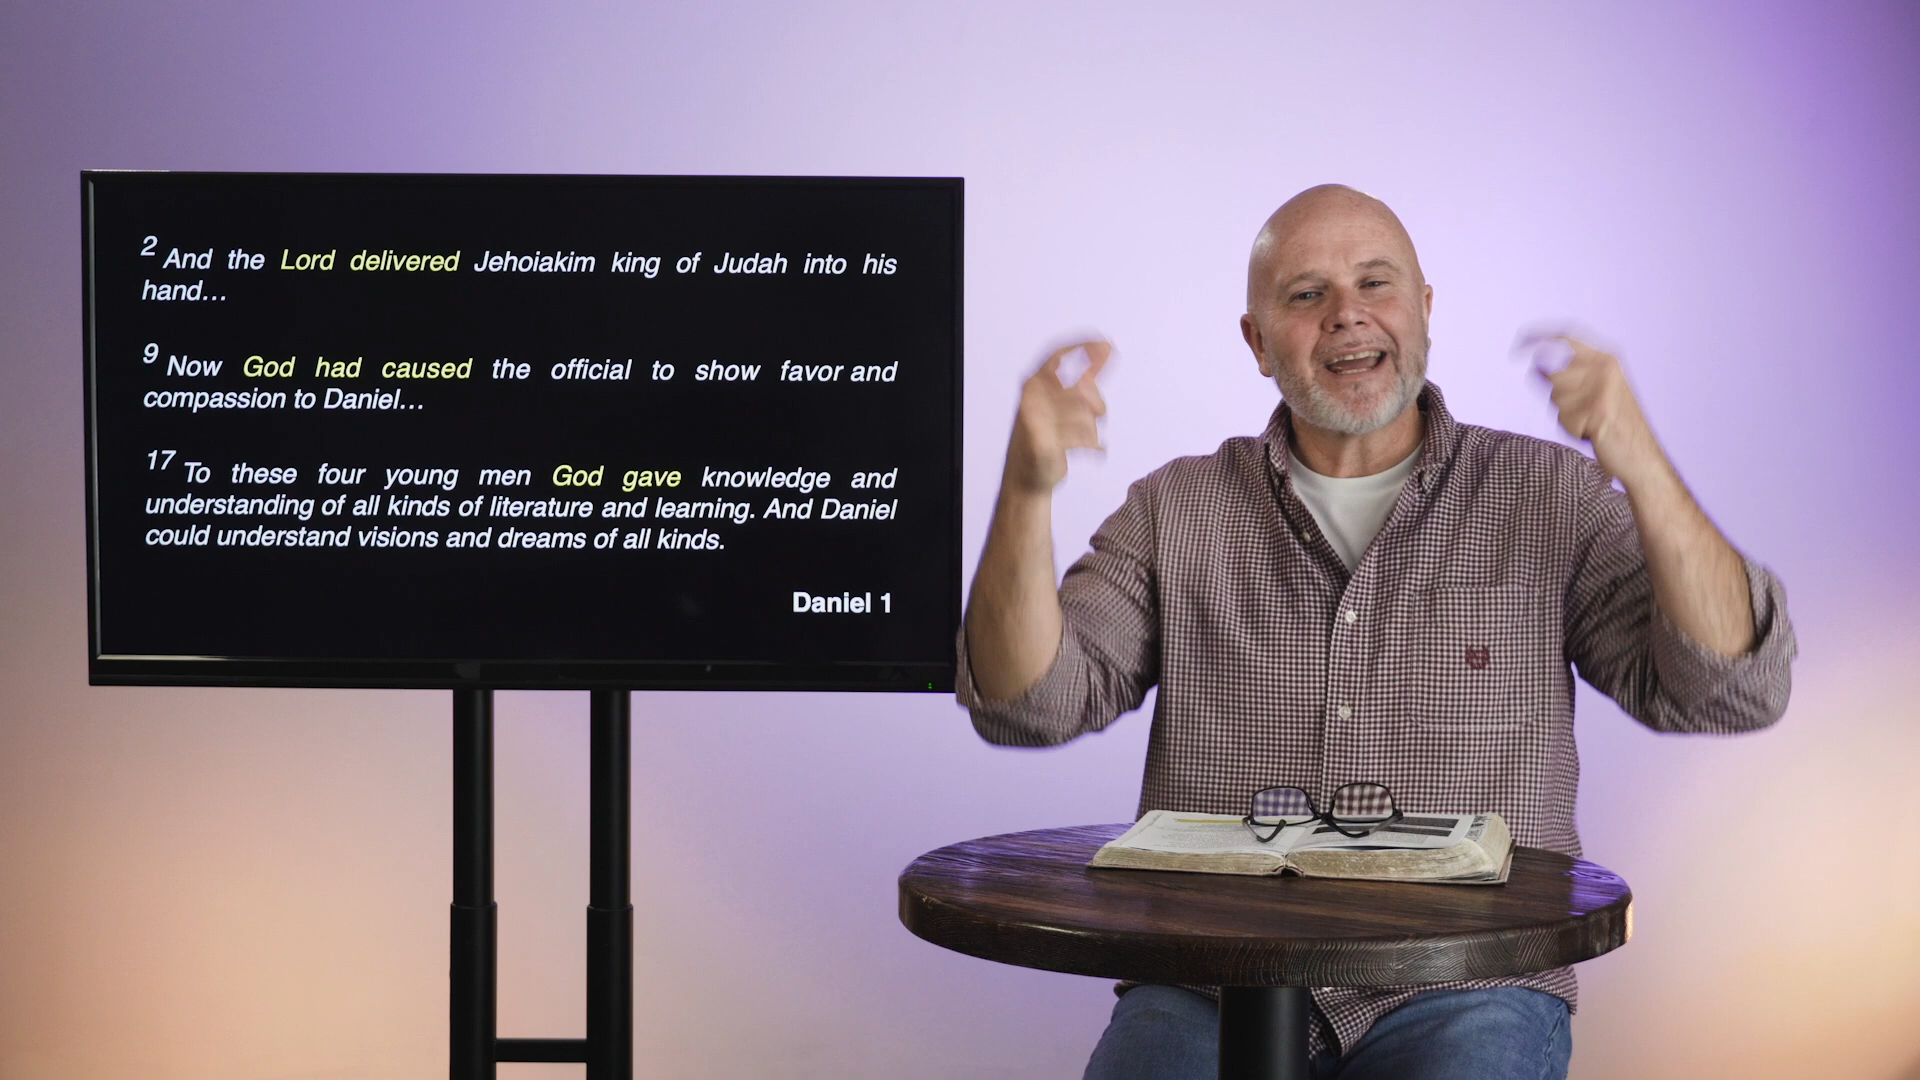 2 And the Lord delivered Jehoiakim king of Judah into his
hand…
9 Now God had caused the official to show favor and
compassion to Daniel…
17 To these four young men God gave knowledge and
understanding of all kinds of literature and learning. And Daniel
could understand visions and dreams of all kinds.
Daniel 1